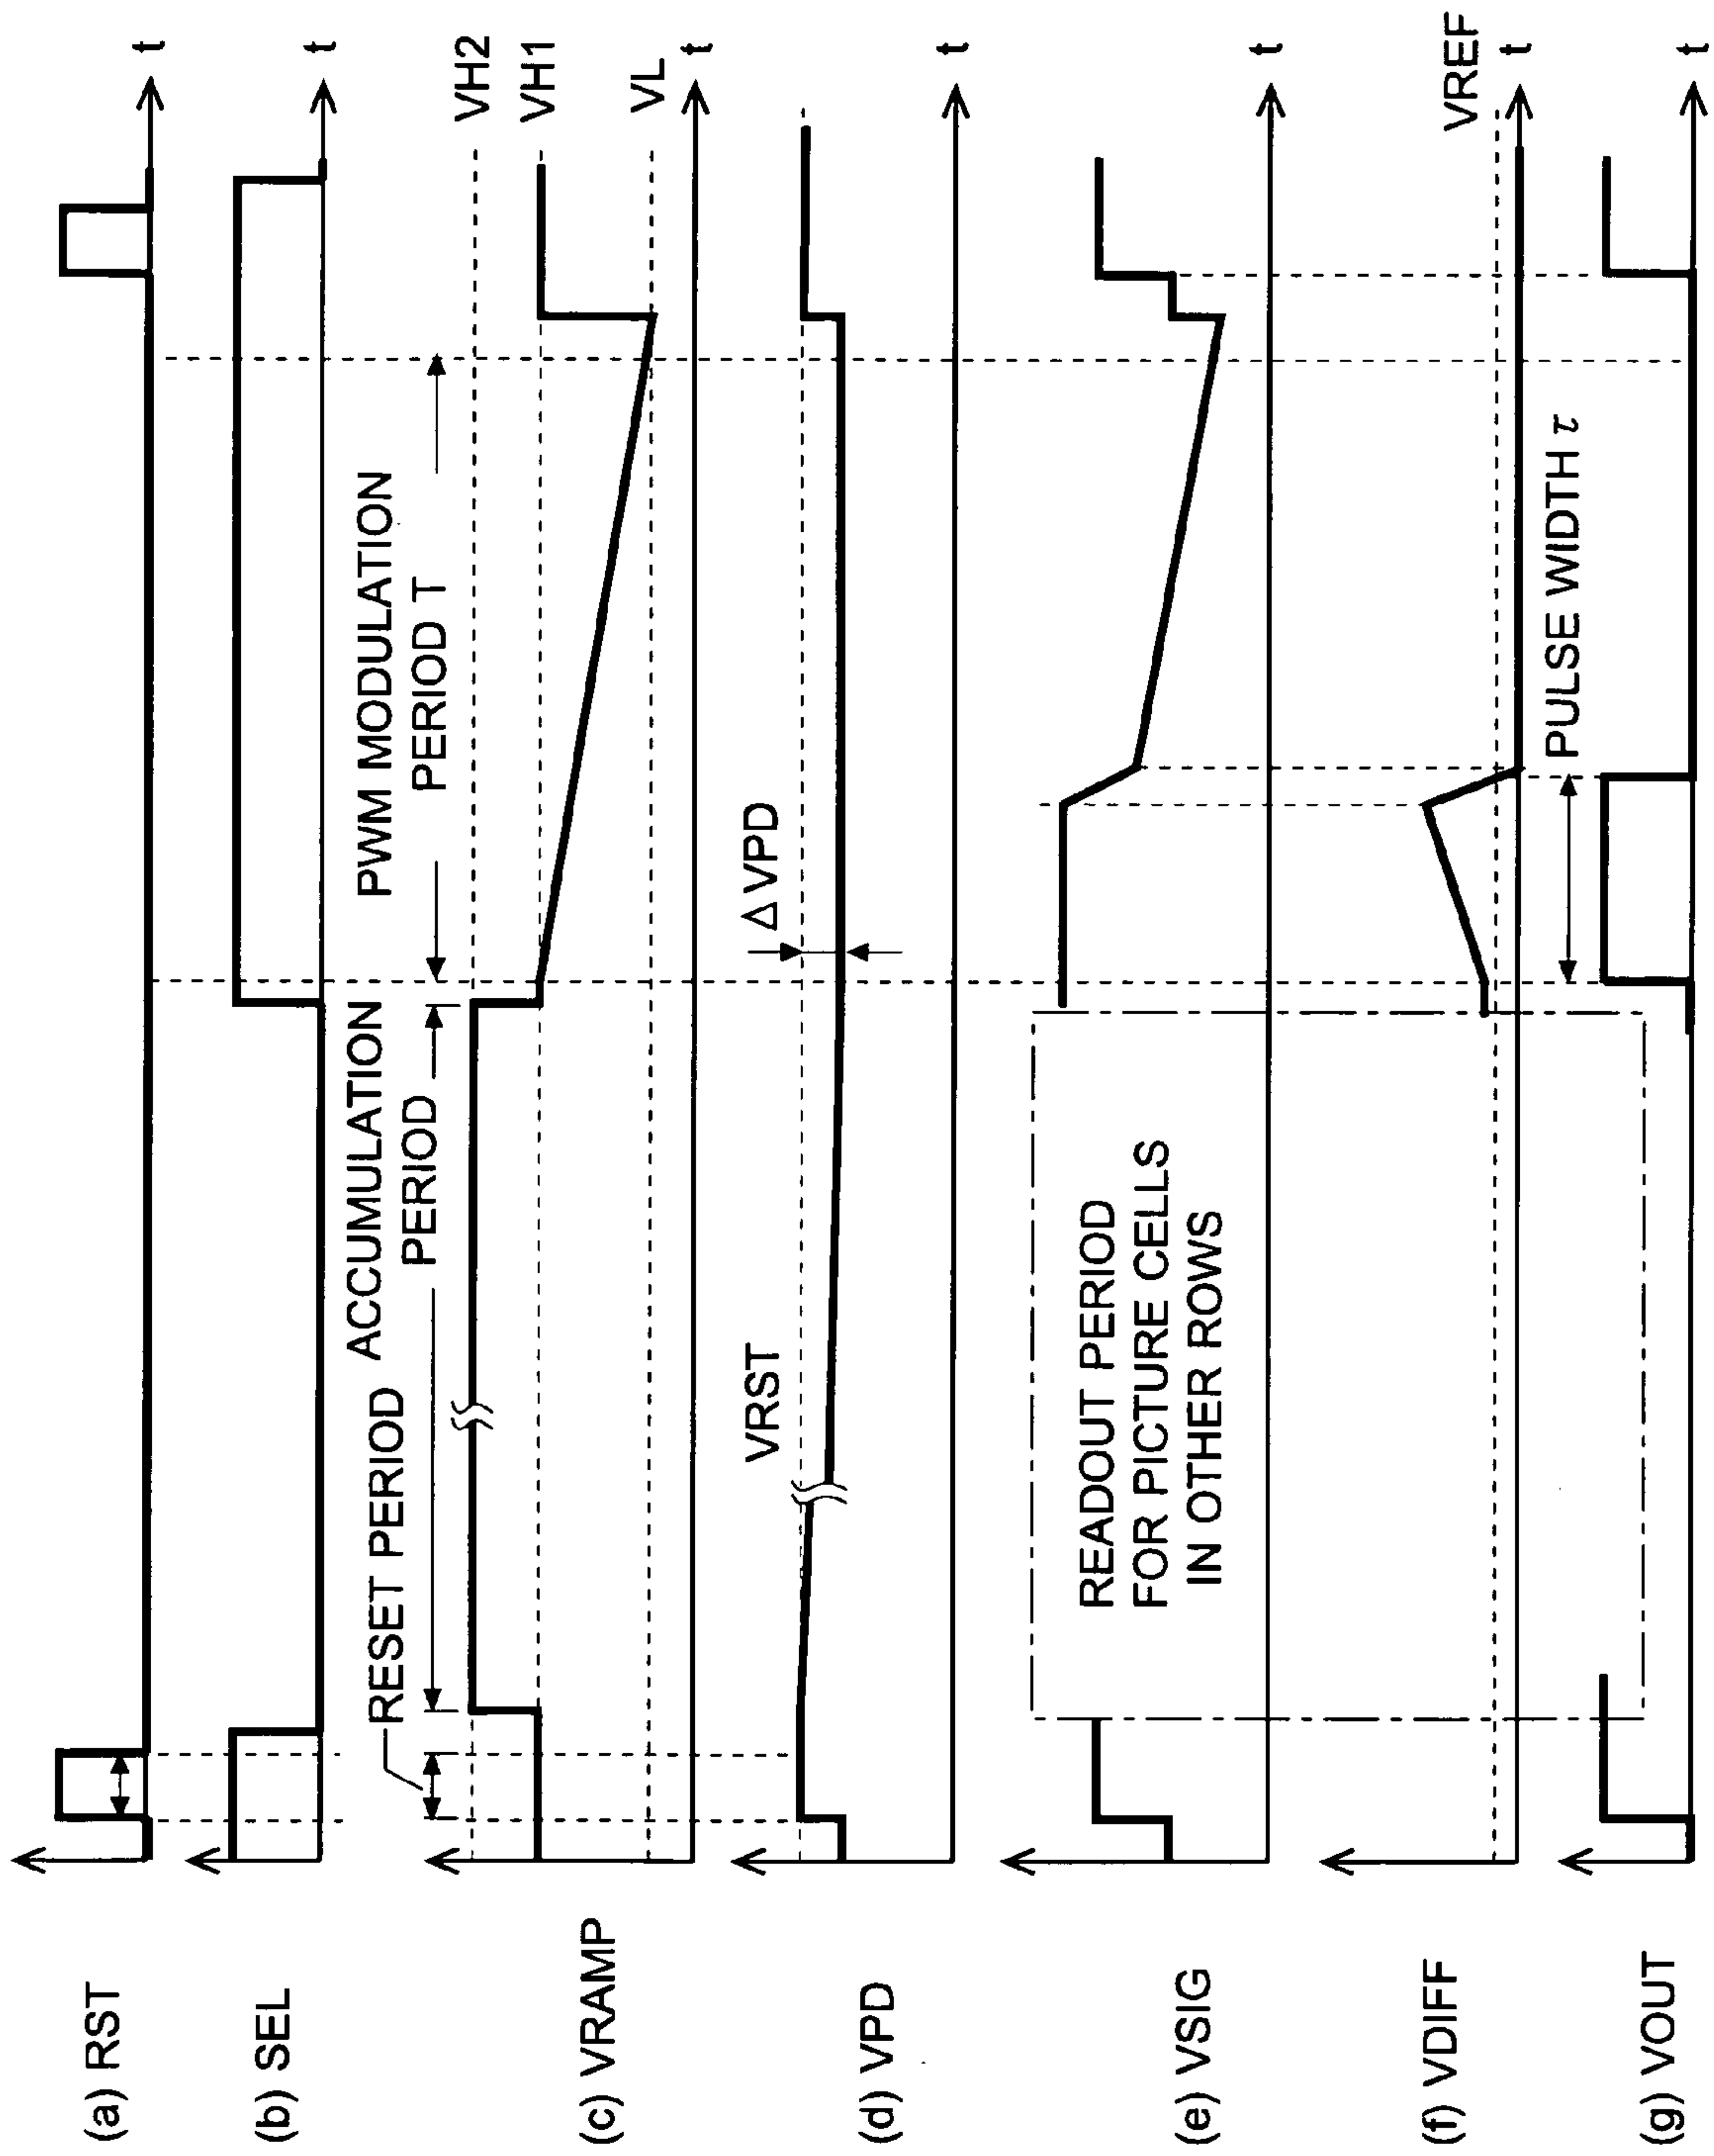 (a) RST
t
(b) SEL
t
RESET PERIOD
ACCUMULATION
PERIOD
PWM MODULATION
PERIOD T
VH2
VH1
VL
(c) VRAMP
t
VRST
Δ VPD
(d) VPD
t
READOUT PERIOD
FOR PICTURE CELLS
IN OTHER ROWS
(e) VSIG
t
VREF
(f) VDIFF
t
PULSE WIDTH τ
(g) VOUT
t